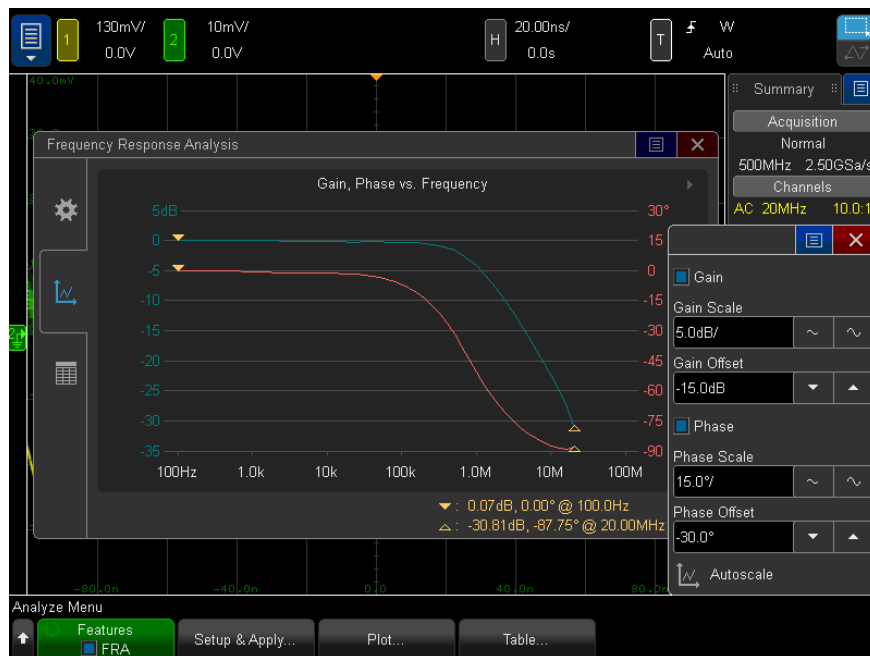 1 130mV/ 0.0V 2 10mV/ 0.0V H 20.00ns/ 0.0s T W Auto
40.0mV
Summary
Acquisition
Normal
500MHz 2.50GSa/s
Channels
AC 20MHz 10.0:1
Frequency Response Analysis
Gain, Phase vs. Frequency
5dB 30°
0 15
-5 0
-10 -15
-15 -30
-20 -45
-25 -60
-30 -75
-35 -90
100Hz 1.0k 10k 100k 1.0M 10M 100M
0.07dB, 0.00° @ 100.0Hz
-30.81dB, -87.75° @ 20.00MHz
Gain
Gain Scale
5.0dB/
Gain Offset
-15.0dB
Phase
Phase Scale
15.0°/
Phase Offset
-30.0°
Autoscale
2
-80.0n -40.0n 0.0 40.0n
Analyze Menu
Features
FRA
Setup & Apply...
Plot...
Table...